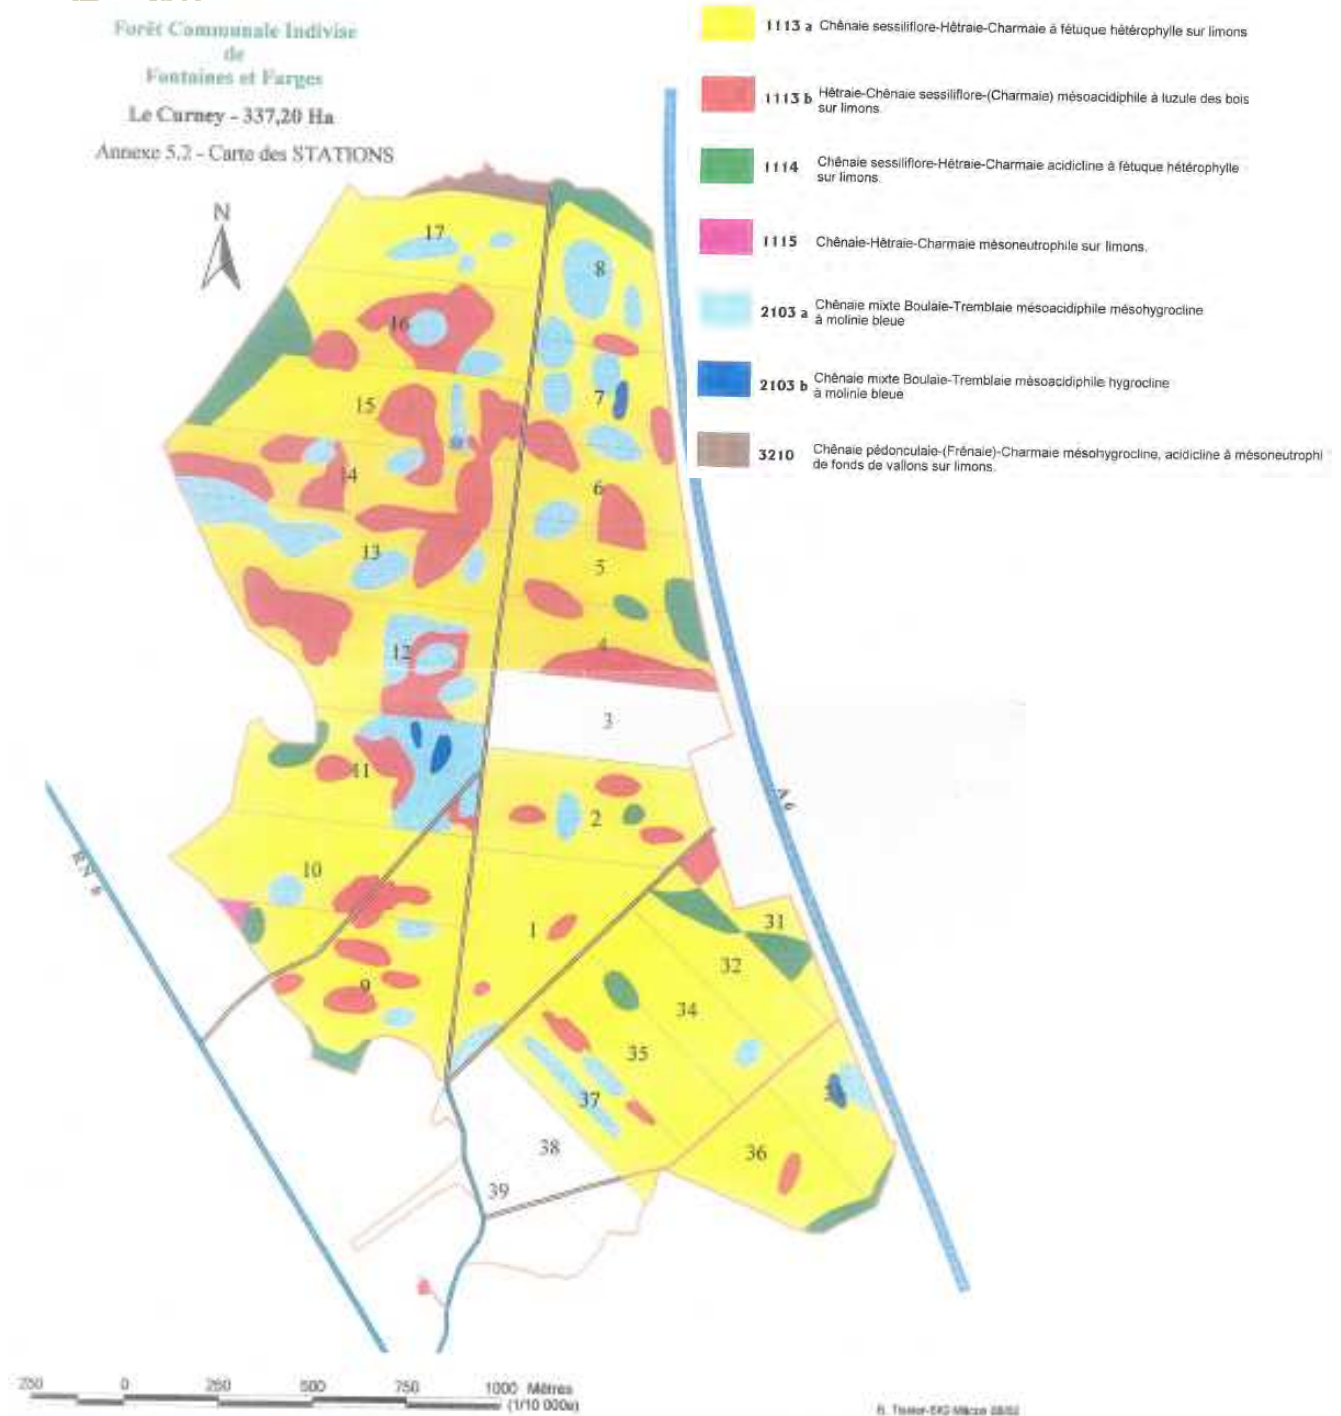 Forêt Communale Indivise
de
Fontaines et Farges
Le Curney - 337,20 Ha
Annexe 5.2 - Carte des STATIONS
N
1113 a Chênaie sessiliflore-Hêtraie-Charmaie à fétuque hétérophylle sur limons
1113 b Hêtraie-Chênaie sessiliflore-(Charmaie) mésoacidiphile à luzule des bois
sur limons.
1114 Chênaie sessiliflore-Hêtraie-Charmaie acidicline à fétuque hétérophylle
sur limons.
1115 Chênaie-Hêtraie-Charmaie mésoneutrophile sur limons.
2103 a Chênaie mixte Boulaie-Tremblaie mésoacidiphile mésohygrocline
à molinie bleue
2103 b Chênaie mixte Boulaie-Tremblaie mésoacidiphile hygrocline
à molinie bleue
3210 Chênaie pédonculaie-(Frênaie)-Charmaie mésohygrocline, acidicline à mésoneutrophi
de fonds de vallons sur limons.
17
8
16
7
15
14
6
13
5
12
4
3
11
2
A 6
RN 6
10
1
31
32
9
34
35
37
38
36
39
250 0 250 500 750 1000 Mètres
(1/10 000e)